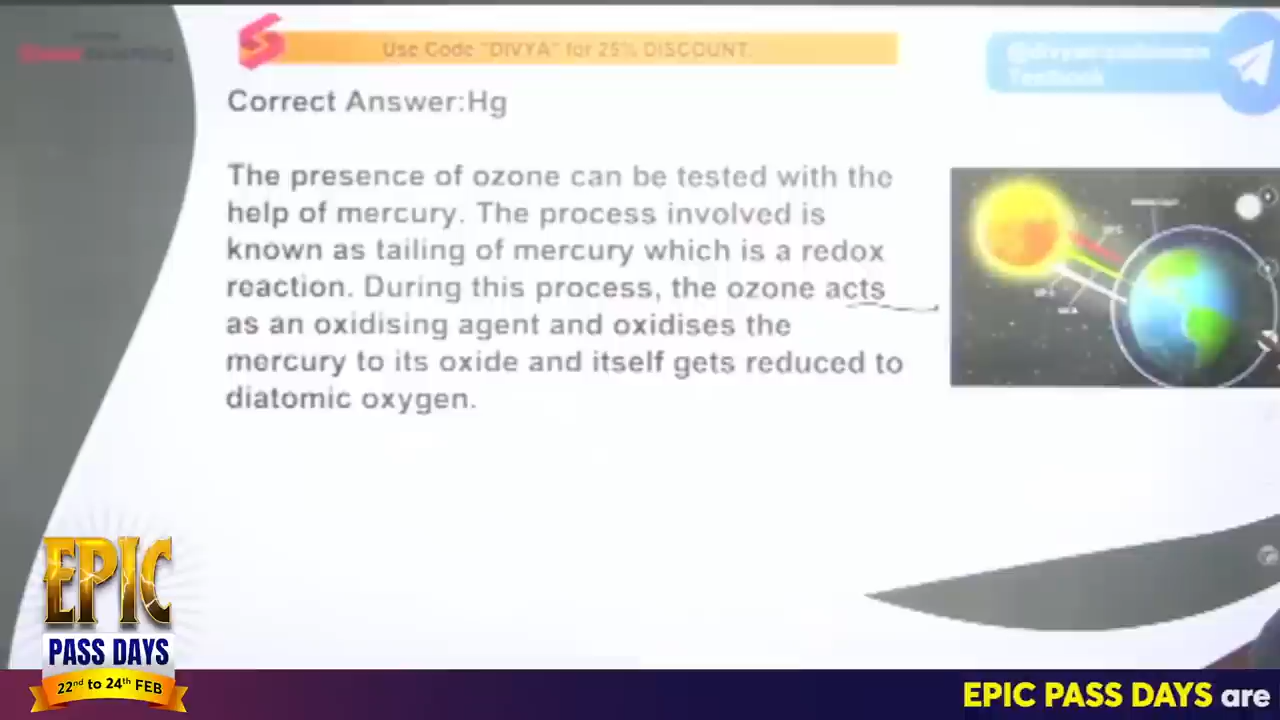 Use Code "DIVYA" for 25% DISCOUNT.
Textbook
Correct Answer:Hg
The presence of ozone can be tested with the
help of mercury. The process involved is
known as tailing of mercury which is a redox
reaction. During this process, the ozone acts
as an oxidising agent and oxidises the
mercury to its oxide and itself gets reduced to
diatomic oxygen.
EPIC
PASS DAYS
22nd to 24th FEB
EPIC PASS DAYS are